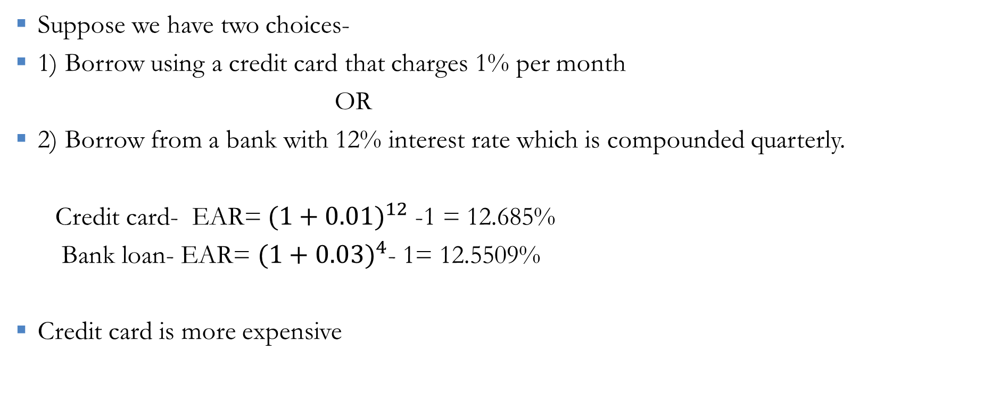 ▪ Suppose we have two choices-
▪ 1) Borrow using a credit card that charges 1% per month
OR
▪ 2) Borrow from a bank with 12% interest rate which is compounded quarterly.
Credit card- EAR= (1 + 0.01)¹² -1 = 12.685%
Bank loan- EAR= (1 + 0.03)⁴- 1= 12.5509%
▪ Credit card is more expensive